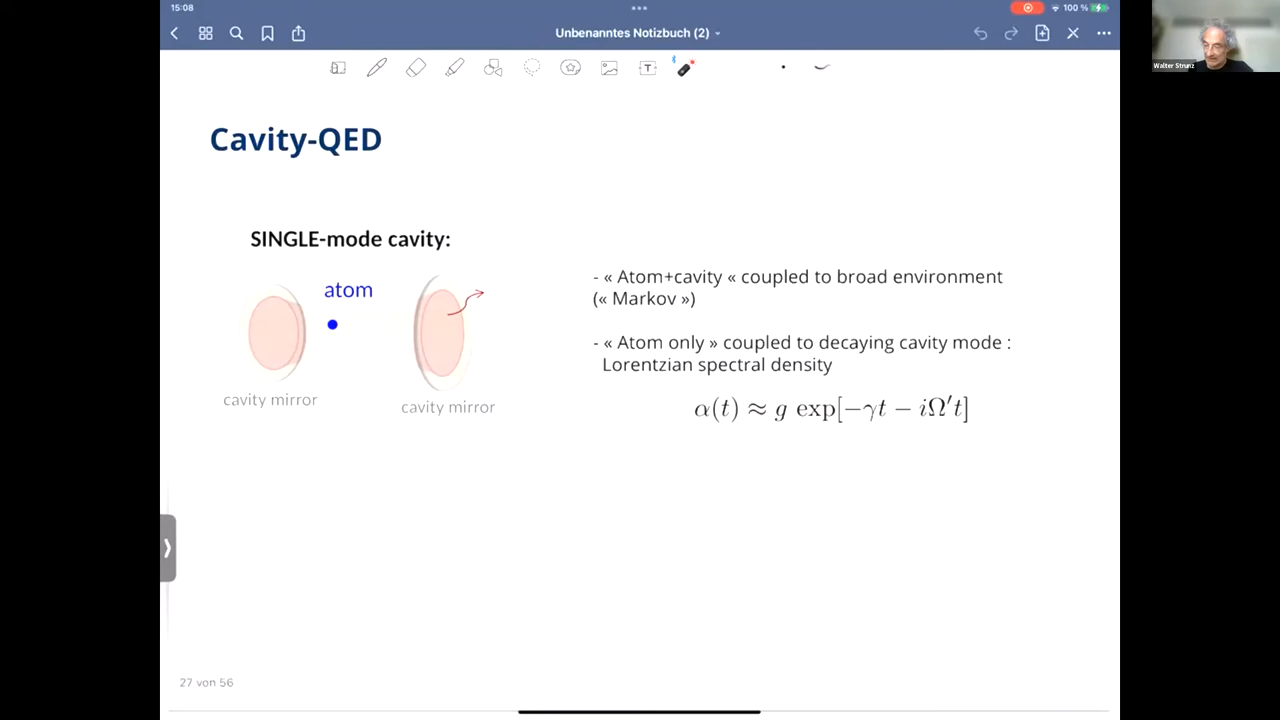 15:08
100 %
Unbenanntes Notizbuch (2)
Walter Strunz
T
Cavity-QED
SINGLE-mode cavity:
atom
cavity mirror
cavity mirror
- « Atom+cavity « coupled to broad environment
(« Markov »)
- « Atom only » coupled to decaying cavity mode :
Lorentzian spectral density
α(t) ≈ g exp[−γt − iΩ′t]
27 von 56